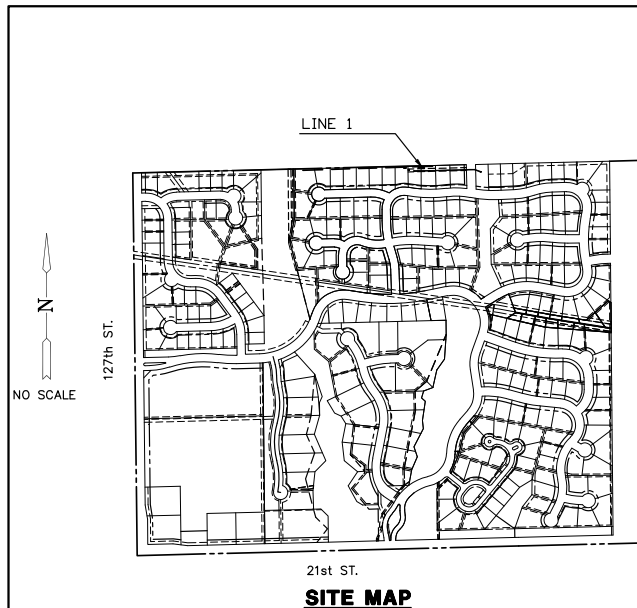 LINE 1
127th ST.
N
NO SCALE
21st ST.
SITE MAP